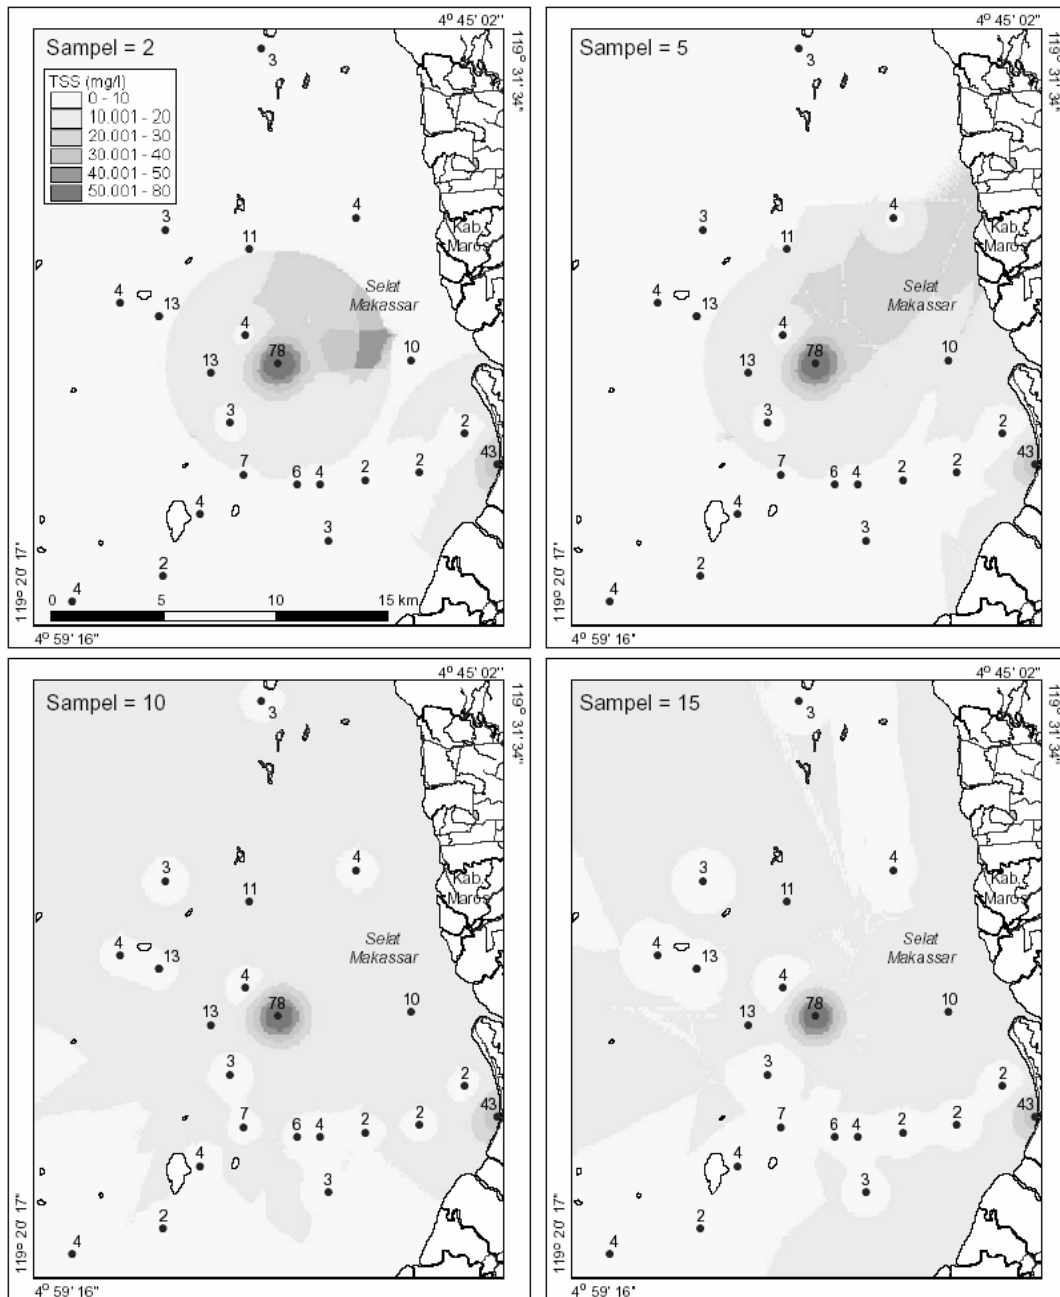 4° 45' 02"
Sampel = 2
119° 31' 34"
TSS (mg/l)
0 - 10
10.001 - 20
20.001 - 30
30.001 - 40
40.001 - 50
50.001 - 80
3
4
3
11
Kab.
Maros
Selat
Makassar
4
13
4
78
10
13
3
2
43
7
6
4
2
2
4
3
2
4
0 5 10 15 km
119° 20' 17"
4° 59' 16"
4° 45' 02"
Sampel = 5
119° 31' 34"
3
4
3
11
Kab.
Maros
Selat
Makassar
4
13
4
78
10
13
3
2
43
7
6
4
2
2
4
3
2
4
119° 20' 17"
4° 59' 16"
4° 45' 02"
Sampel = 10
119° 31' 34"
3
4
3
11
Kab.
Maros
Selat
Makassar
4
13
4
78
10
13
3
2
43
7
6
4
2
2
4
3
2
4
119° 20' 17"
4° 59' 16"
4° 45' 02"
Sampel = 15
119° 31' 34"
3
4
3
11
Kab.
Maros
Selat
Makassar
4
13
4
78
10
13
3
2
43
7
6
4
2
2
4
3
2
4
119° 20' 17"
4° 59' 16"